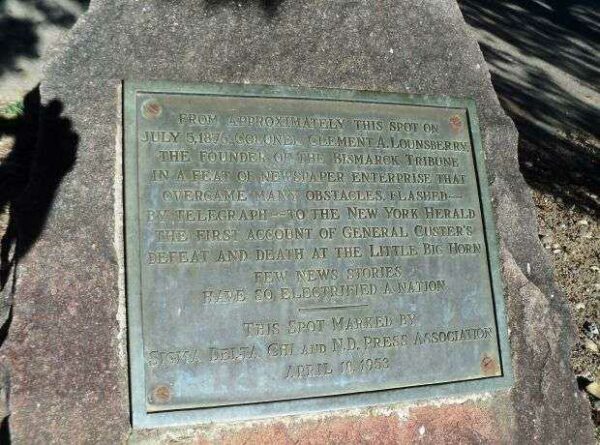 FROM APPROXIMATELY THIS SPOT ON
JULY 5, 1876, COLONEL CLEMENT A. LOUNSBERRY,
THE FOUNDER OF THE BISMARCK TRIBUNE
IN A FEAT OF NEWSPAPER ENTERPRISE THAT
OVERCAME MANY OBSTACLES, FLASHED—
BY TELEGRAPH—TO THE NEW YORK HERALD
THE FIRST ACCOUNT OF GENERAL CUSTER'S
DEFEAT AND DEATH AT THE LITTLE BIG HORN
FEW NEWS STORIES
HAVE SO ELECTRIFIED A NATION
THIS SPOT MARKED BY
SIGMA DELTA CHI AND N.D. PRESS ASSOCIATION
APRIL 1953